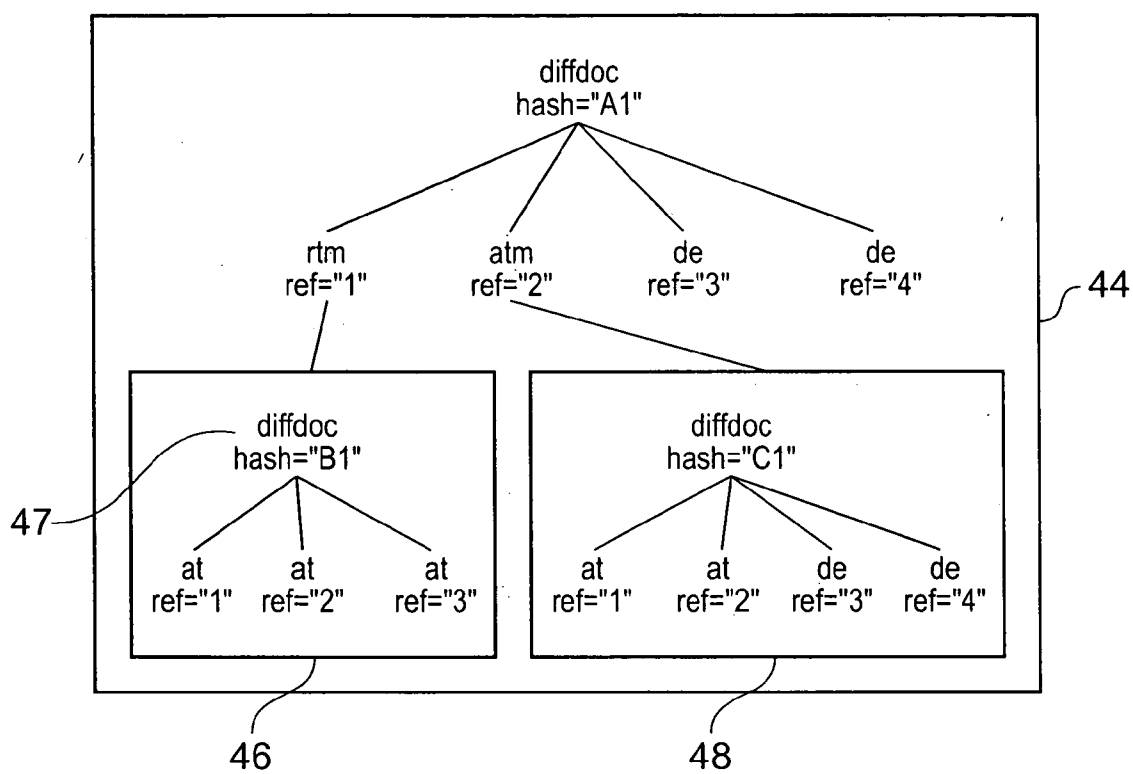 diffdoc
hash="A1"
rtm atm de de
ref="1" ref="2" ref="3" ref="4"
44
diffdoc diffdoc
hash="B1" hash="C1"
47
at at at at at de de
ref="1" ref="2" ref="3" ref="1" ref="2" ref="3" ref="4"
46 48